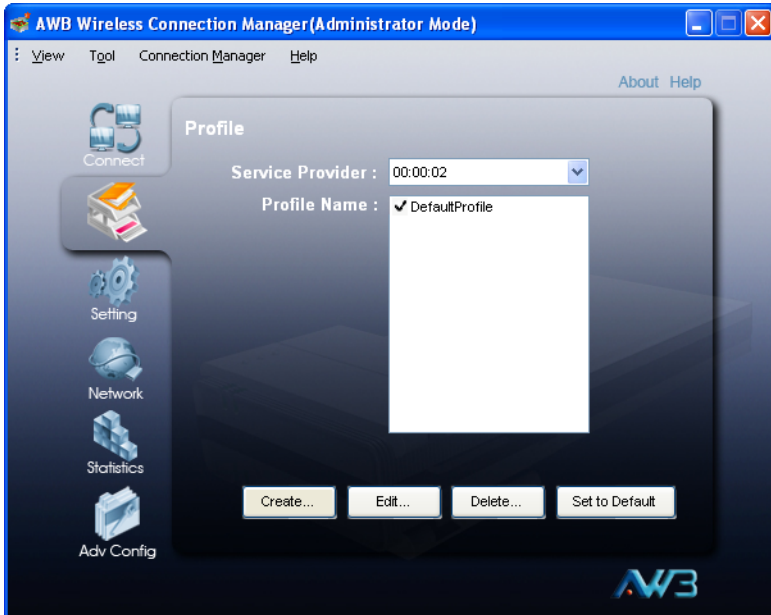 AWB Wireless Connection Manager(Administrator Mode)
View Tool Connection Manager Help
About Help
Connect
Profile
Service Provider : 00:00:02
Profile Name : ✔ DefaultProfile
Setting
Network
Statistics
Adv Config
Create... Edit... Delete... Set to Default
AWB